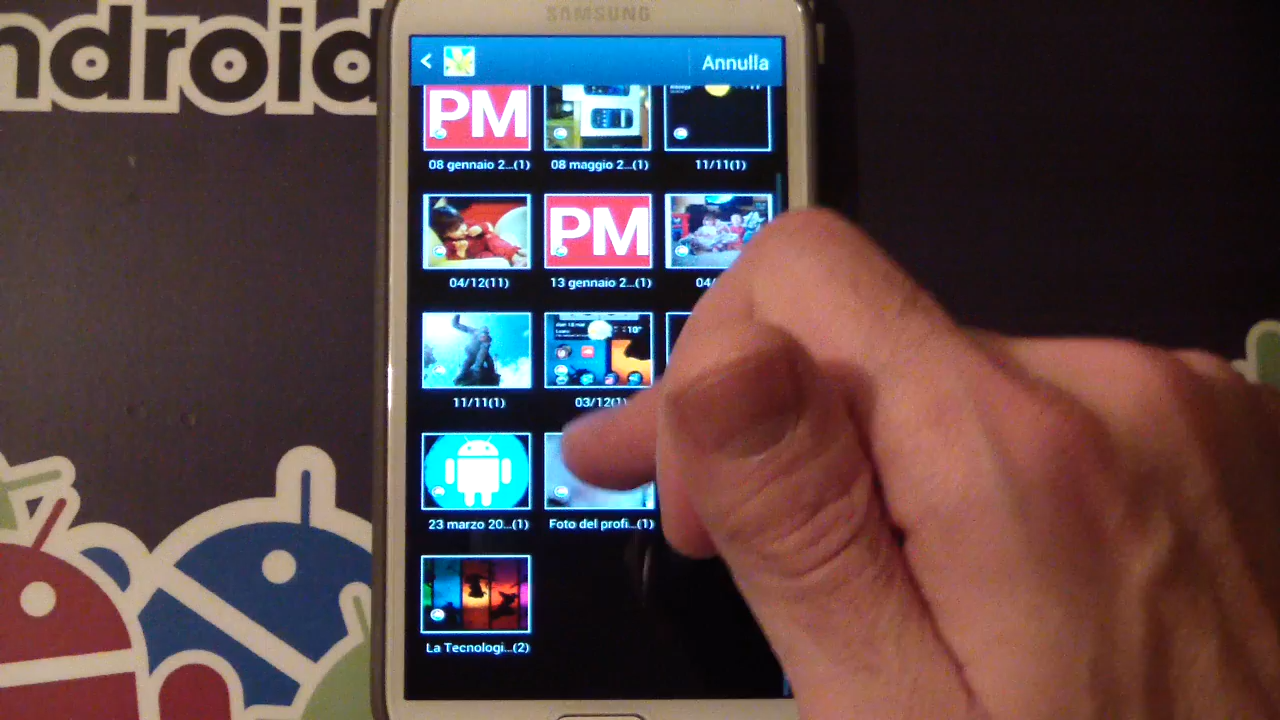 SAMSUNG
ndroid
Annulla
PM
08 gennaio 2...(1)
08 maggio 2...(1)
11/11(1)
PM
04/12(11)
13 gennaio 2...(1)
04/
11/11(1)
03/12(1)
23 marzo 20...(1)
Foto del profi...(1)
La Tecnologi...(2)